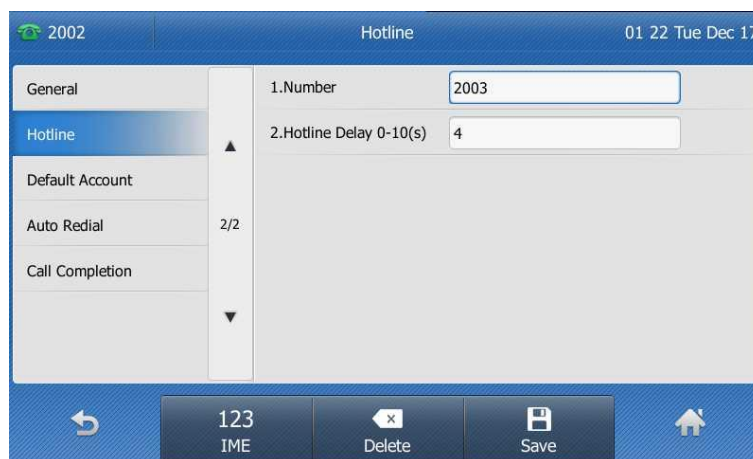 2002
Hotline
01 22 Tue Dec 17
General
Hotline
Default Account
Auto Redial
Call Completion
2/2
1.Number
2003
2.Hotline Delay 0-10(s)
4
123
IME
Delete
Save